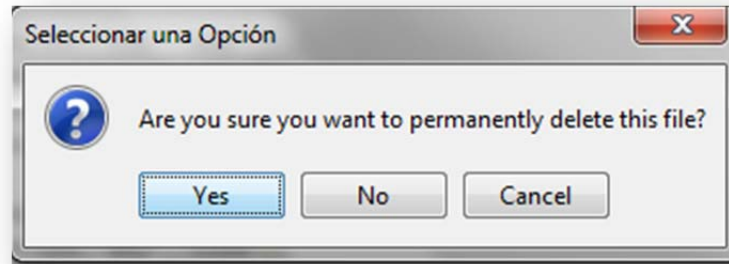 Seleccionar una Opción
Are you sure you want to permanently delete this file?
Yes No Cancel